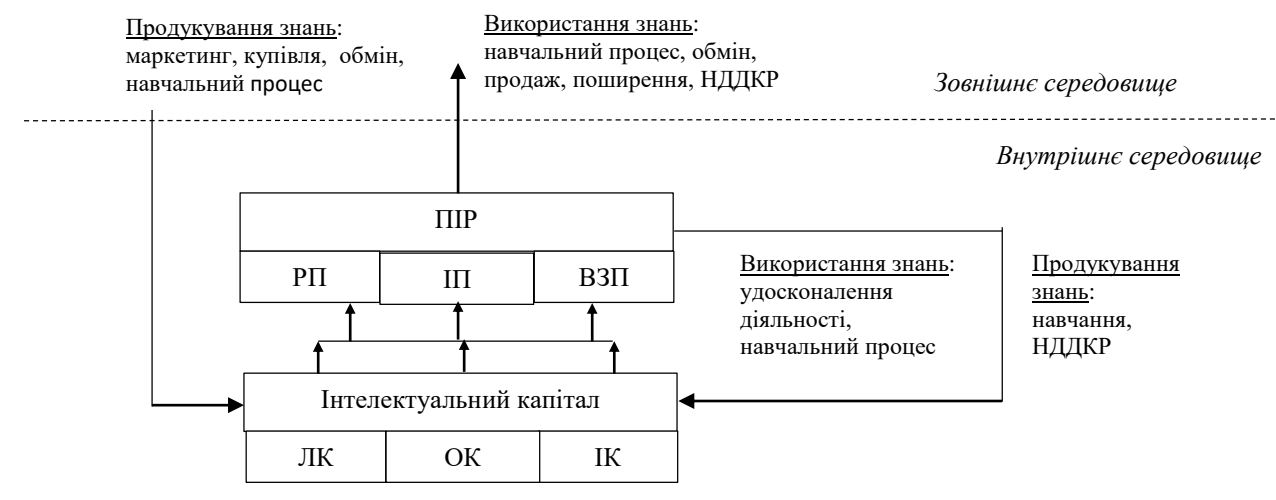 Продукування знань:
маркетинг, купівля, обмін,
навчальний процес
Використання знань:
навчальний процес, обмін,
продаж, поширення, НДДКР
Зовнішнє середовище
Внутрішнє середовище
ПІР
РП
ІП
ВЗП
Використання знань:
удосконалення
діяльності,
навчальний процес
Продукування
знань:
навчання,
НДДКР
Інтелектуальний капітал
ЛК
ОК
ІК